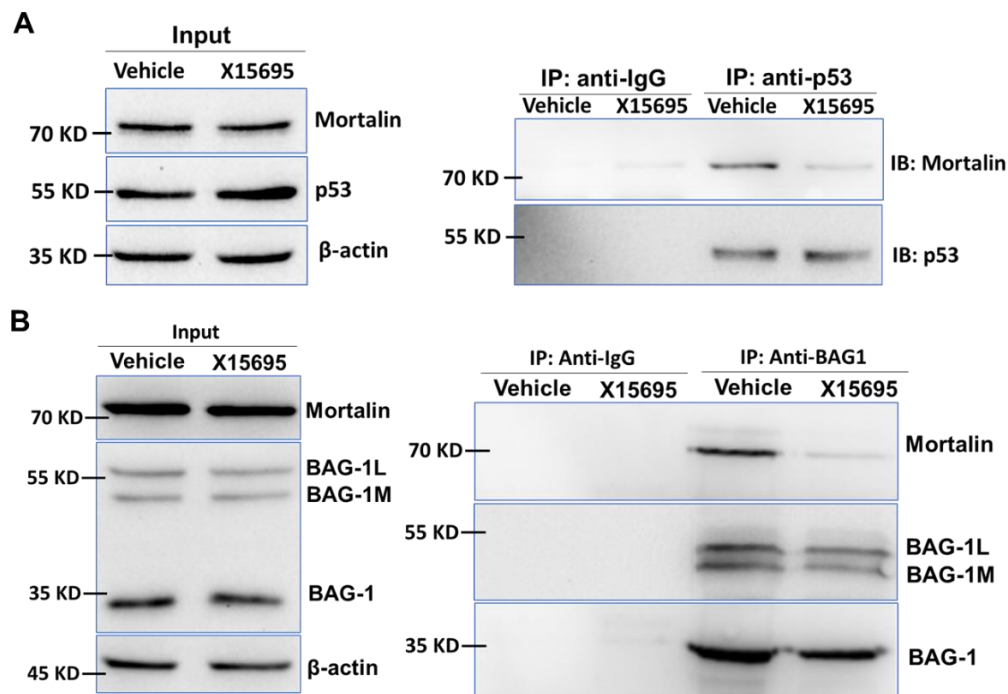 A
Input
Vehicle X15695
70 KD Mortalin
55 KD p53
35 KD β-actin
IP: anti-IgG IP: anti-p53
Vehicle X15695 Vehicle X15695
70 KD IB: Mortalin
55 KD IB: p53
B
Input
Vehicle X15695
70 KD Mortalin
55 KD BAG-1L
BAG-1M
35 KD BAG-1
45 KD β-actin
IP: Anti-IgG IP: Anti-BAG1
Vehicle X15695 Vehicle X15695
70 KD Mortalin
55 KD BAG-1L
BAG-1M
35 KD BAG-1